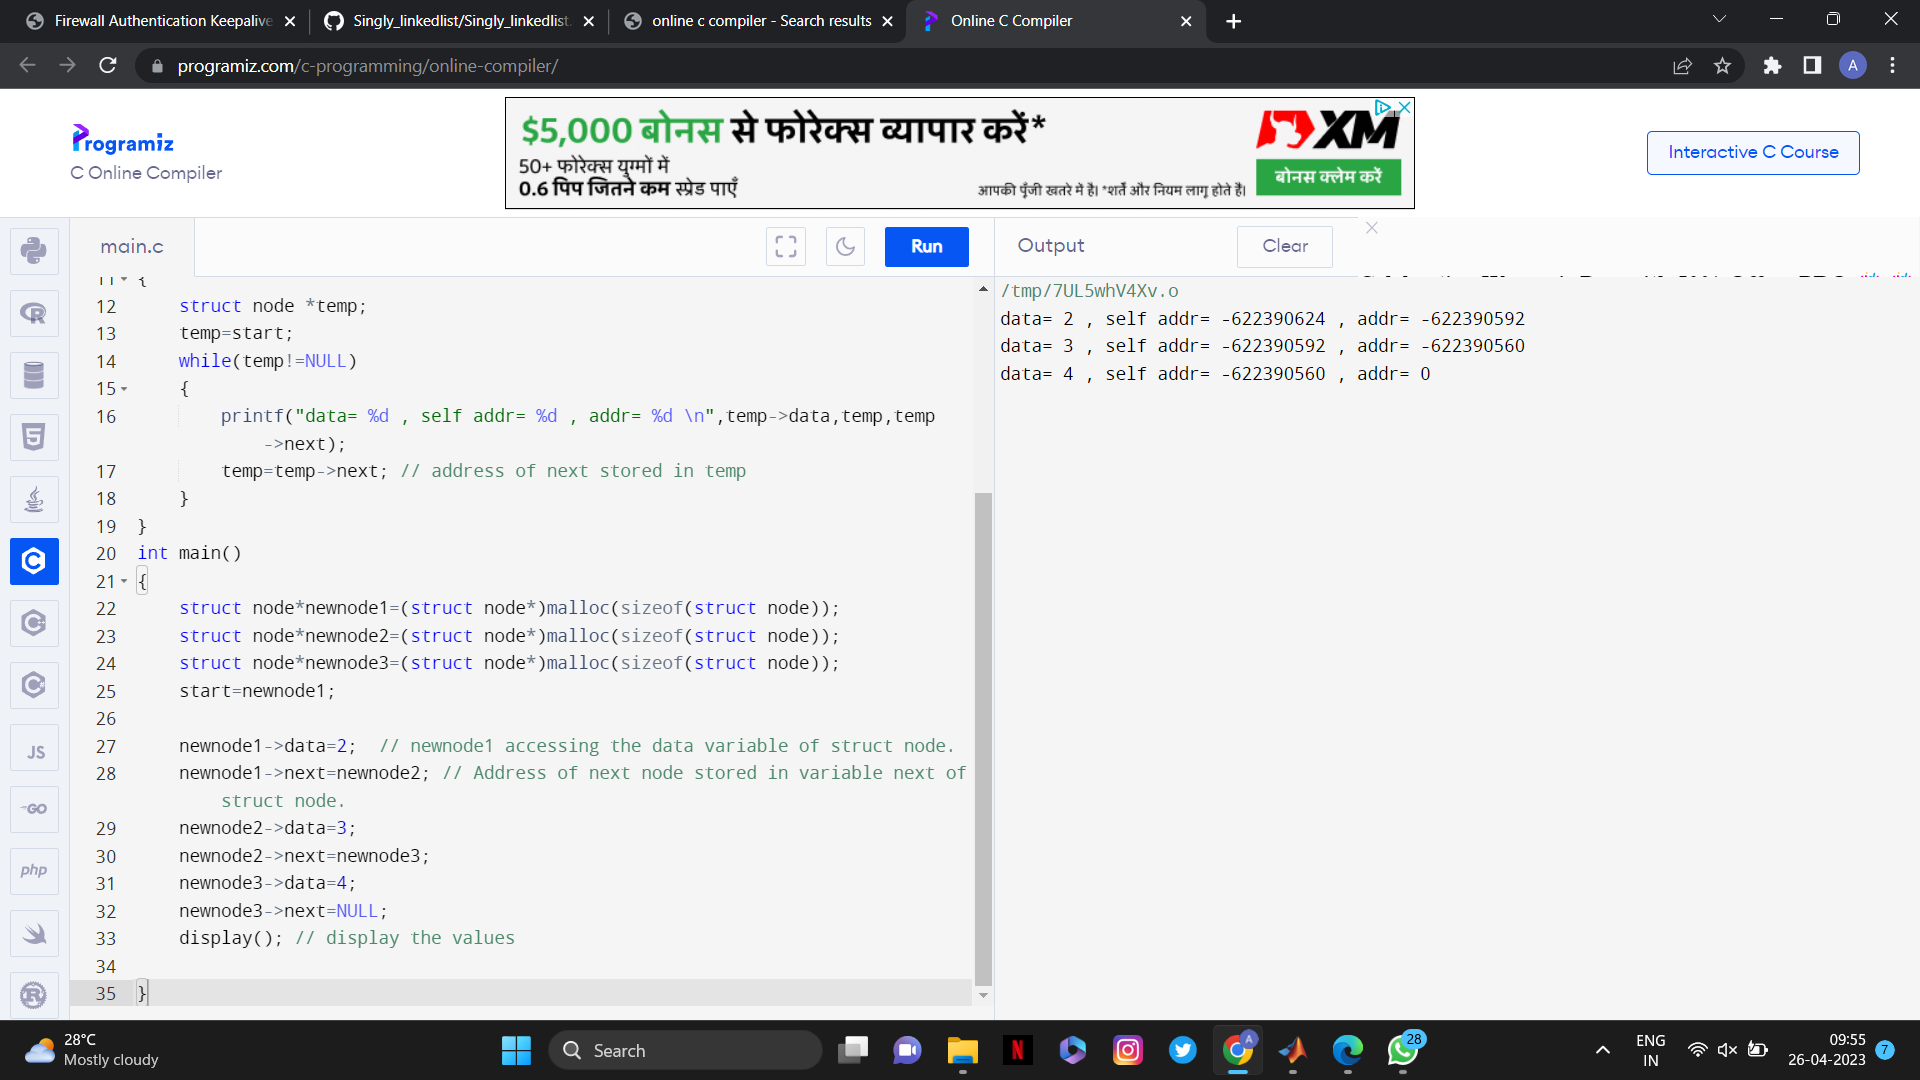 Firewall Authentication Keepalive
Singly_linkedlist/Singly_linkedlist.
online c compiler - Search results
Online C Compiler
programiz.com/c-programming/online-compiler/
A
$5,000 बोनस से फोरेक्स व्यापार करें*
50+ फोरेक्स युग्मों में
0.6 पिप जितने कम स्प्रेड पाएँ
आपकी पूँजी खतरे में है। *शर्तें और नियम लागू होते हैं।
XM
बोनस क्लेम करें
Programiz
C Online Compiler
Interactive C Course
main.c
Run
Output
Clear
11 {
12 struct node *temp;
13 temp=start;
14 while(temp!=NULL)
15 {
16 printf("data= %d , self addr= %d , addr= %d \n",temp->data,temp,temp
->next);
17 temp=temp->next; // address of next stored in temp
18 }
19 }
20 int main()
21 {
22 struct node*newnode1=(struct node*)malloc(sizeof(struct node));
23 struct node*newnode2=(struct node*)malloc(sizeof(struct node));
24 struct node*newnode3=(struct node*)malloc(sizeof(struct node));
25 start=newnode1;
26
27 newnode1->data=2;  // newnode1 accessing the data variable of struct node.
28 newnode1->next=newnode2; // Address of next node stored in variable next of
struct node.
29 newnode2->data=3;
30 newnode2->next=newnode3;
31 newnode3->data=4;
32 newnode3->next=NULL;
33 display(); // display the values
34
35 }
/tmp/7UL5whV4Xv.o
data= 2 , self addr= -622390624 , addr= -622390592
data= 3 , self addr= -622390592 , addr= -622390560
data= 4 , self addr= -622390560 , addr= 0
R
5
JS
GO
php
R
28°C
Mostly cloudy
Search
N
A
28
ENG
IN
09:55
26-04-2023
7